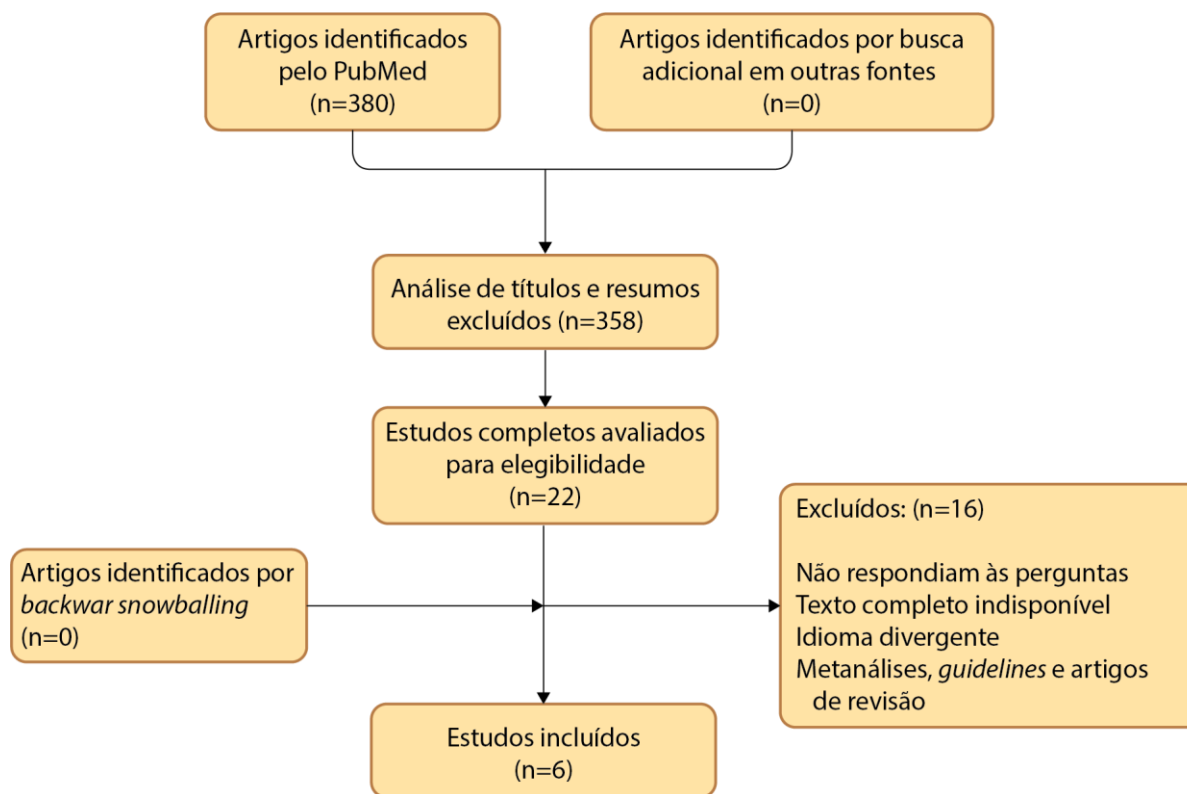 Artigos identificados
pelo PubMed
(n=380)
Artigos identificados por busca
adicional em outras fontes
(n=0)
Análise de títulos e resumos
excluídos (n=358)
Estudos completos avaliados
para elegibilidade
(n=22)
Artigos identificados por
backwar snowballing
(n=0)
Excluídos: (n=16)
Não respondiam às perguntas
Texto completo indisponível
Idioma divergente
Metanálises, guidelines e artigos
de revisão
Estudos incluídos
(n=6)